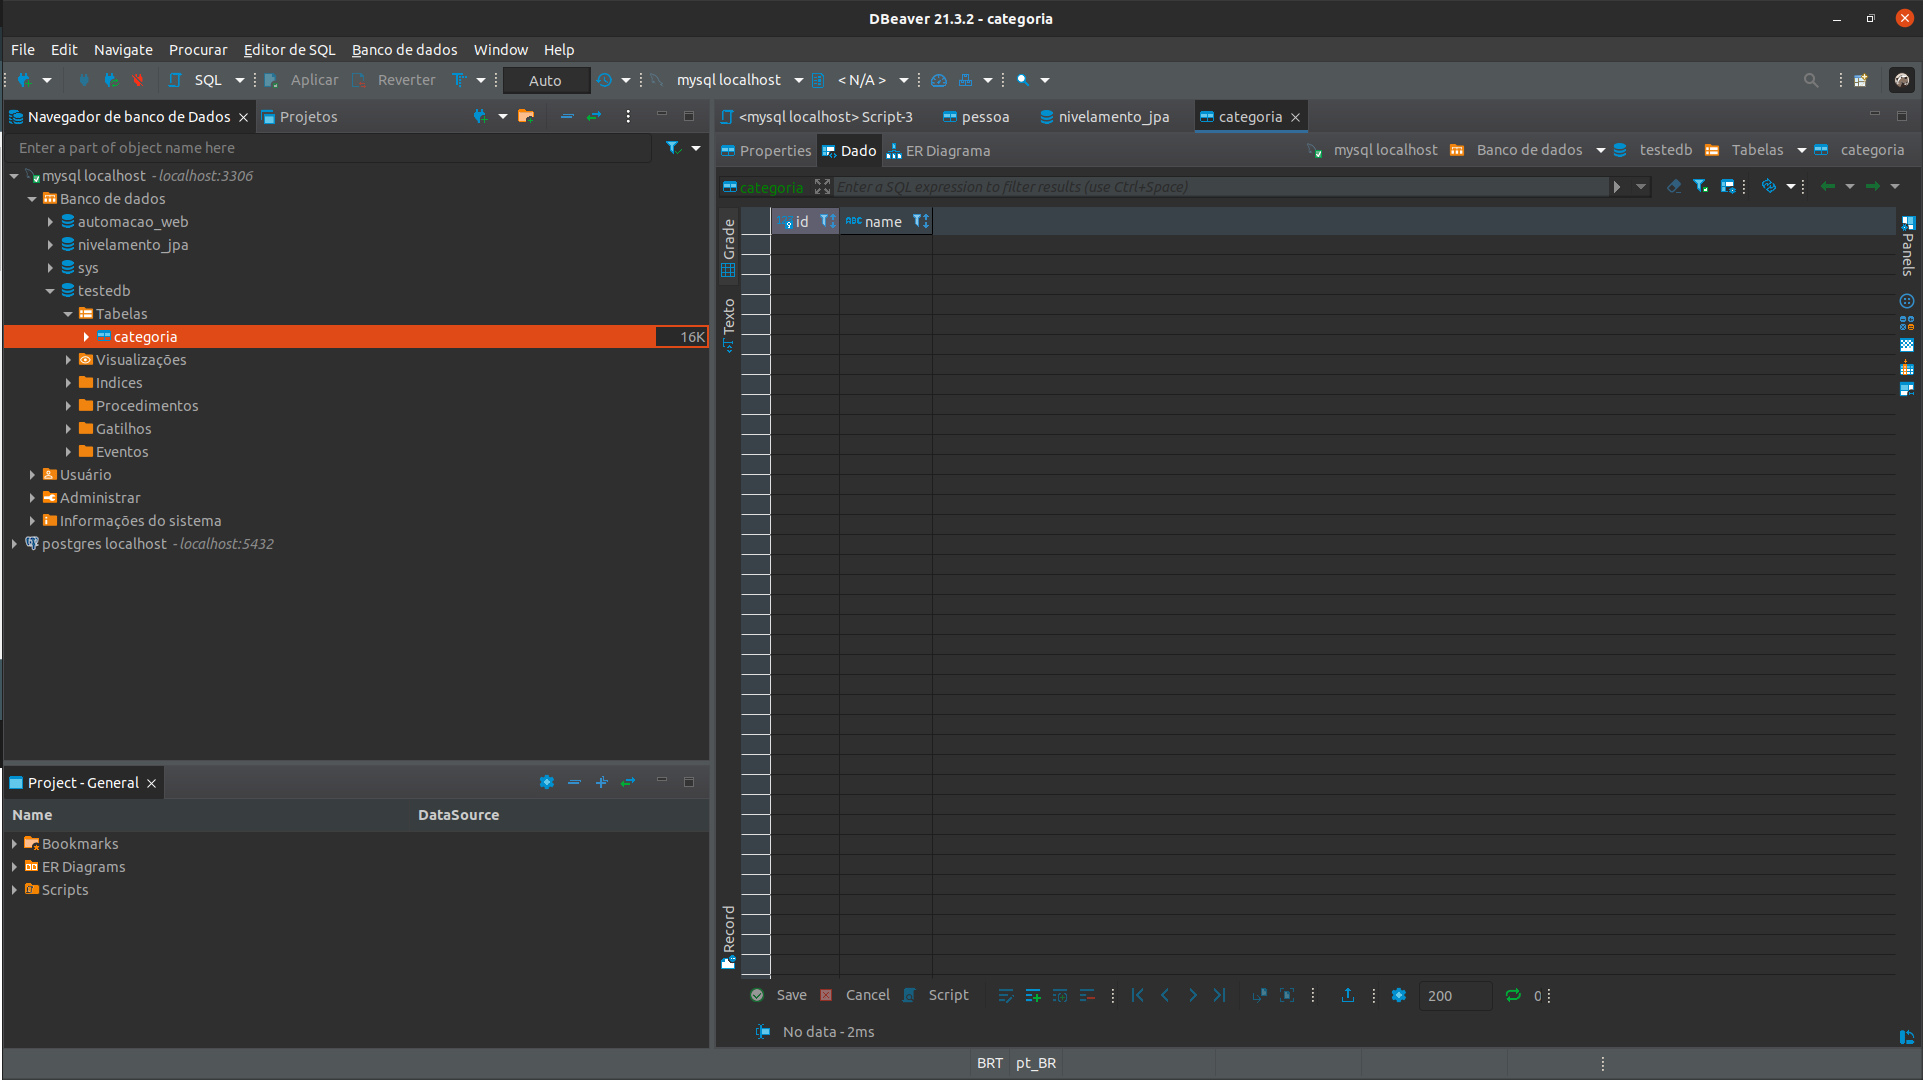 DBeaver 21.3.2 - categoria
File Edit Navigate Procurar Editor de SQL Banco de dados Window Help
SQL Aplicar Reverter Auto mysql localhost < N/A >
Navegador de banco de Dados Projetos
Enter a part of object name here
mysql localhost - localhost:3306
Banco de dados
automacao_web
nivelamento_jpa
sys
testedb
Tabelas
categoria 16K
Visualizações
Indices
Procedimentos
Gatilhos
Eventos
Usuário
Administrar
Informações do sistema
postgres localhost - localhost:5432
Project - General
Name DataSource
Bookmarks
ER Diagrams
Scripts
<mysql localhost> Script-3 pessoa nivelamento_jpa categoria
Properties Dado ER Diagrama mysql localhost Banco de dados testedb Tabelas categoria
categoria Enter a SQL expression to filter results (use Ctrl+Space)
id ABC name
Grade
Texto
Record
Panels
Save Cancel Script 200 0
No data - 2ms
BRT pt_BR